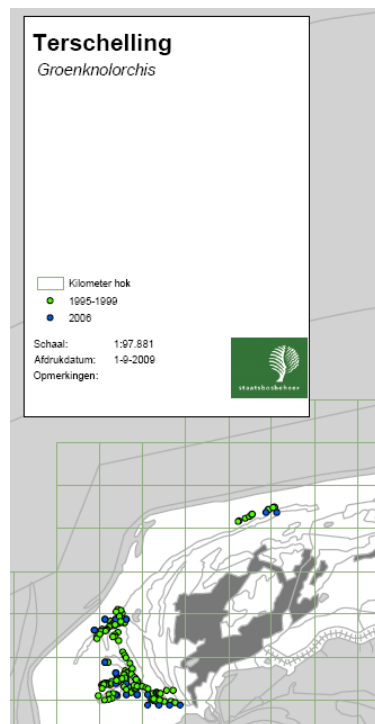 Terschelling
Groenknolorchis
Kilometer hok
1995-1999
2006
Schaal: 1:97.881
Afdrukdatum: 1-9-2009
Opmerkingen:
staatsbosbeheer